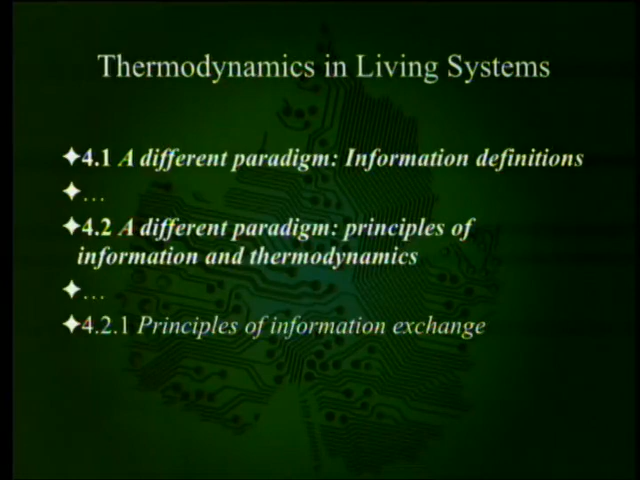 Thermodynamics in Living Systems
✦4.1 A different paradigm: Information definitions
✦...
✦4.2 A different paradigm: principles of
information and thermodynamics
✦...
✦4.2.1 Principles of information exchange